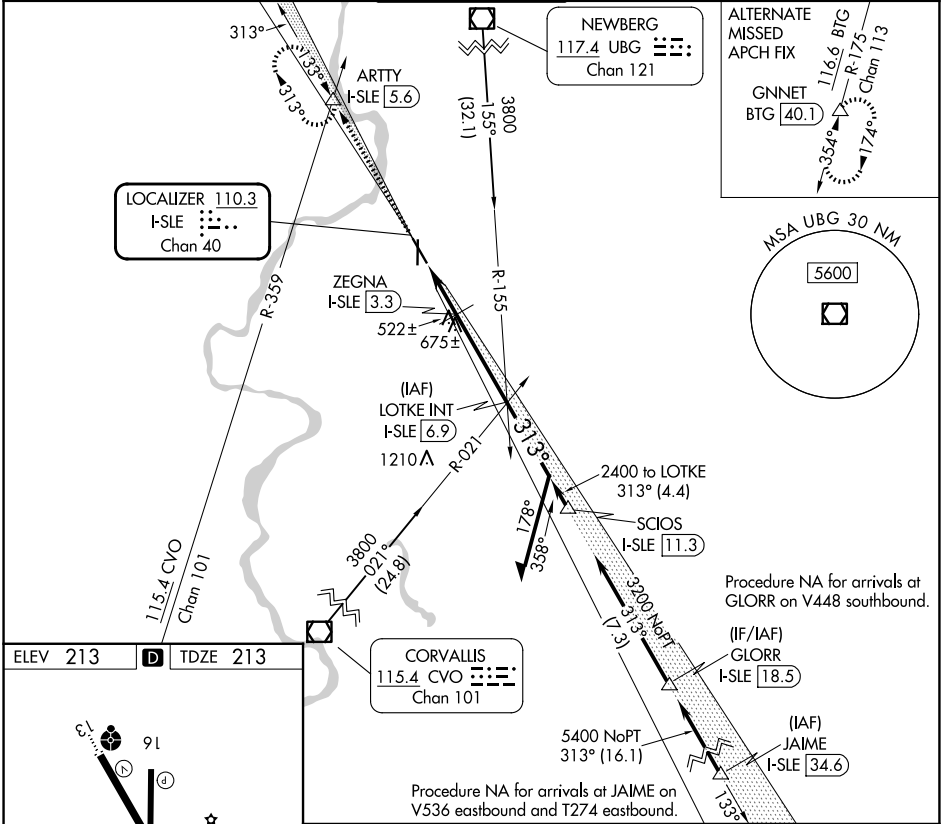 313°
133°
313°
ARTTY
I-SLE 5.6
3800
155°
(32.1)
NEWBERG
117.4 UBG
Chan 121
ALTERNATE
MISSED
APCH FIX
116.6 BTG
R-175
Chan 113
GNNET
BTG 40.1
354°
174°
LOCALIZER 110.3
I-SLE
Chan 40
R-359
R-155
MSA UBG 30 NM
5600
ZEGNA
I-SLE 3.3
522±
675±
(IAF)
LOTKE INT
I-SLE 6.9
1210
R-021
313°
2400 to LOTKE
313° (4.4)
178°
358°
SCIOS
I-SLE 11.3
3800
021°
(24.8)
115.4 CVO
Chan 101
3200 NoPT
313°
(7.3)
Procedure NA for arrivals at
GLORR on V448 southbound.
(IF/IAF)
GLORR
I-SLE 18.5
CORVALLIS
115.4 CVO
Chan 101
ELEV 213 D TDZE 213
5400 NoPT
313° (16.1)
(IAF)
JAIME
I-SLE 34.6
133°
Procedure NA for arrivals at JAIME on
V536 eastbound and T274 eastbound.
13
16
V
P